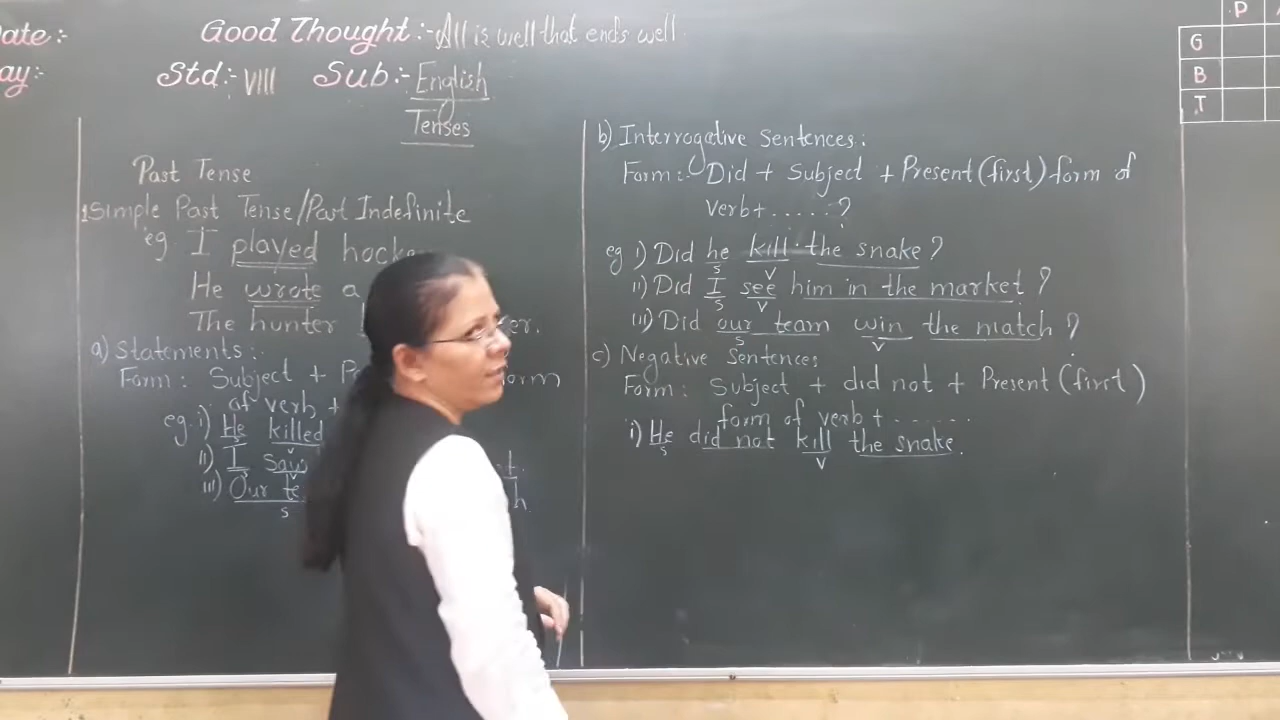 ate:-
ay:-
Good Thought:- All is well that ends well.
Std:- VIII Sub:- English
Tenses
P
G
B
T
Past Tense
1 Simple Past Tense/Past Indefinite
eg. I played hocke
He wrote a
The hunter er.
a) Statements:
Form: Subject + orm
of verb +
eg. i) He killed
ii) I saw t.
iii) Our te h.
s
b) Interrogative Sentences:
Form:- Did + Subject + Present (first) form of
verb + ..... ?
eg i) Did he kill the snake?
s v
ii) Did I see him in the market?
s v
iii) Did our team win the match?
s v
c) Negative Sentences
Form: Subject + did not + Present (first)
form of verb + ......
i) He did not kill the snake.
s v